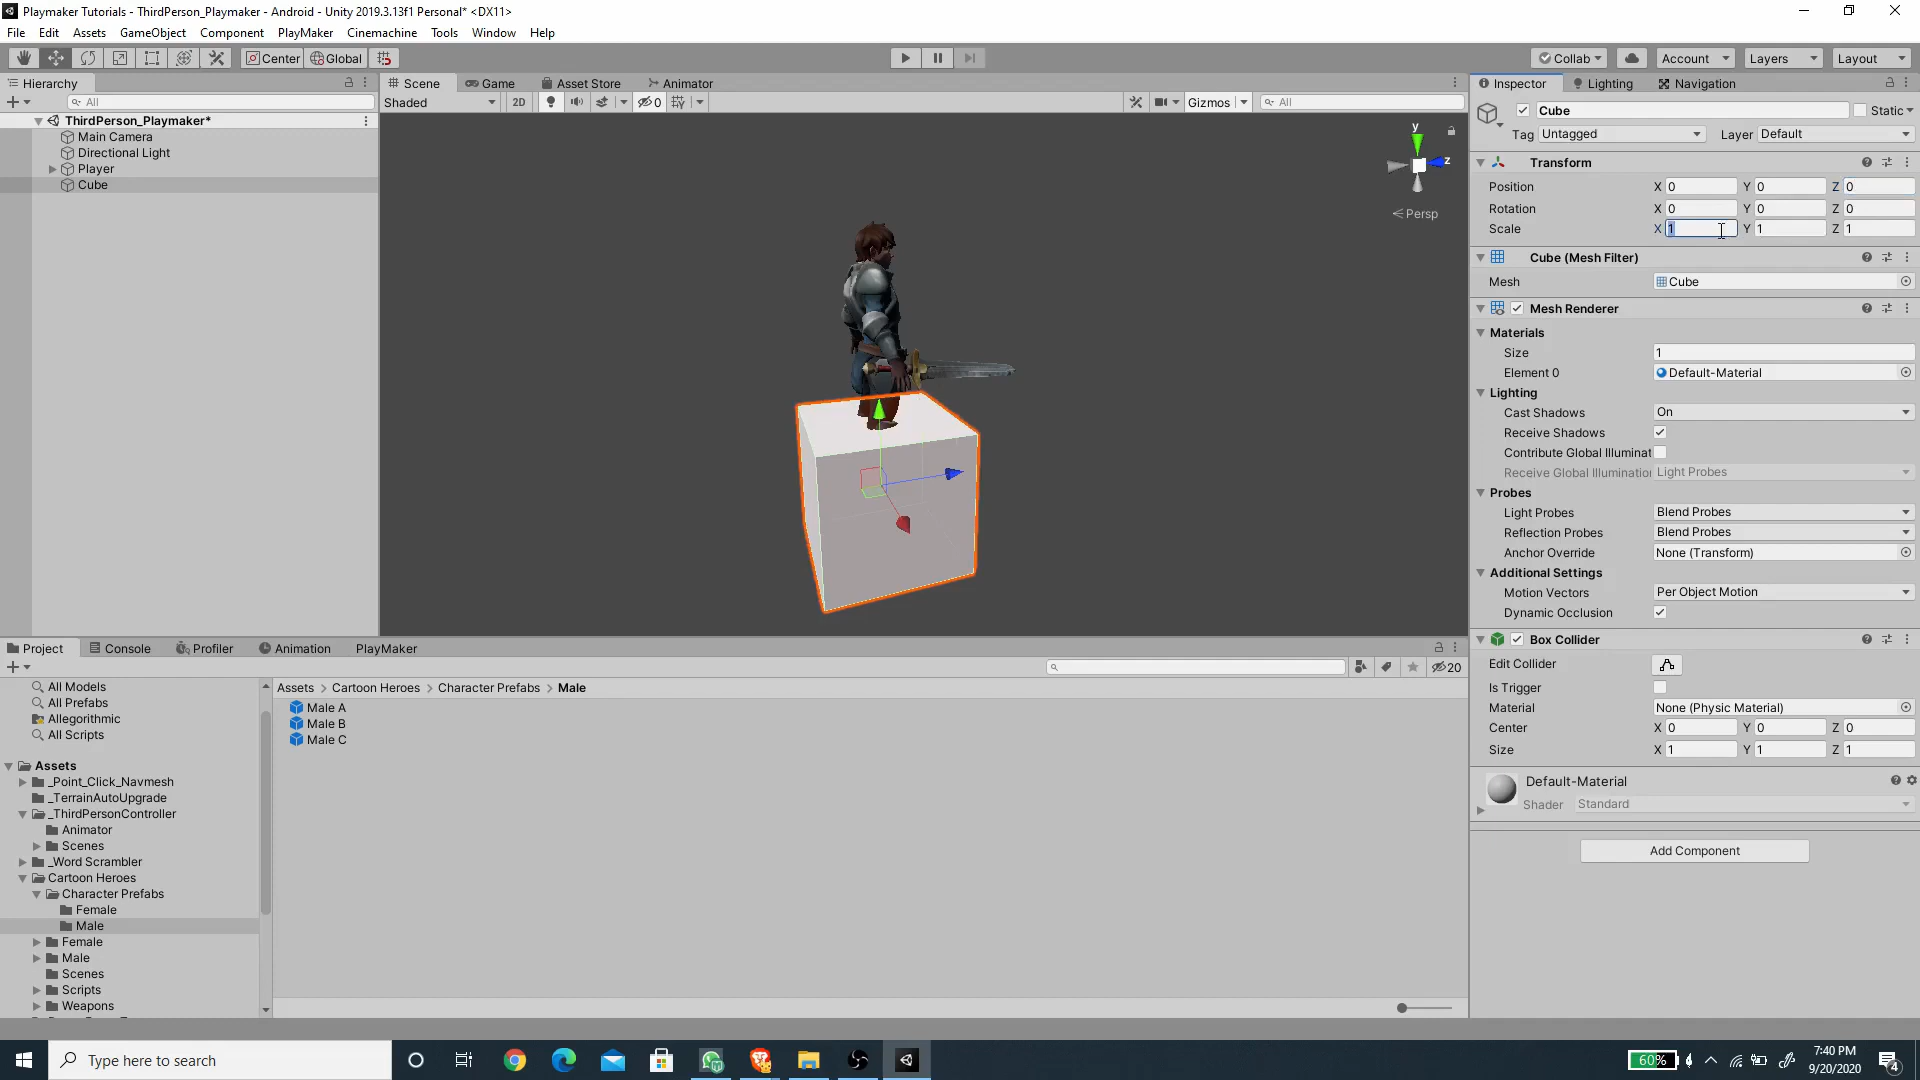 Playmaker Tutorials - ThirdPerson_Playmaker - Android - Unity 2019.3.13f1 Personal* <DX11>
File Edit Assets GameObject Component PlayMaker Cinemachine Tools Window Help
Center Global Collab Account Layers Layout
Hierarchy
All
ThirdPerson_Playmaker*
Main Camera
Directional Light
Player
Cube
Scene Game Asset Store Animator
Shaded 2D 0 Gizmos All
y
z
Persp
Inspector Lighting Navigation
Cube Static
Tag Untagged Layer Default
Transform
Position X 0 Y 0 Z 0
Rotation X 0 Y 0 Z 0
Scale X 1 Y 1 Z 1
Cube (Mesh Filter)
Mesh Cube
Mesh Renderer
Materials
Size 1
Element 0 Default-Material
Lighting
Cast Shadows On
Receive Shadows
Contribute Global Illuminat
Receive Global Illumination Light Probes
Probes
Light Probes Blend Probes
Reflection Probes Blend Probes
Anchor Override None (Transform)
Additional Settings
Motion Vectors Per Object Motion
Dynamic Occlusion
Box Collider
Edit Collider
Is Trigger
Material None (Physic Material)
Center X 0 Y 0 Z 0
Size X 1 Y 1 Z 1
Default-Material
Shader Standard
Add Component
Project Console Profiler Animation PlayMaker
20
All Models
All Prefabs
Allegorithmic
All Scripts
Assets
_Point_Click_Navmesh
_TerrainAutoUpgrade
_ThirdPersonController
Animator
Scenes
_Word Scrambler
Cartoon Heroes
Character Prefabs
Female
Male
Female
Male
Scenes
Scripts
Weapons
Assets > Cartoon Heroes > Character Prefabs > Male
Male A
Male B
Male C
Type here to search
60%
7:40 PM
9/20/2020
4